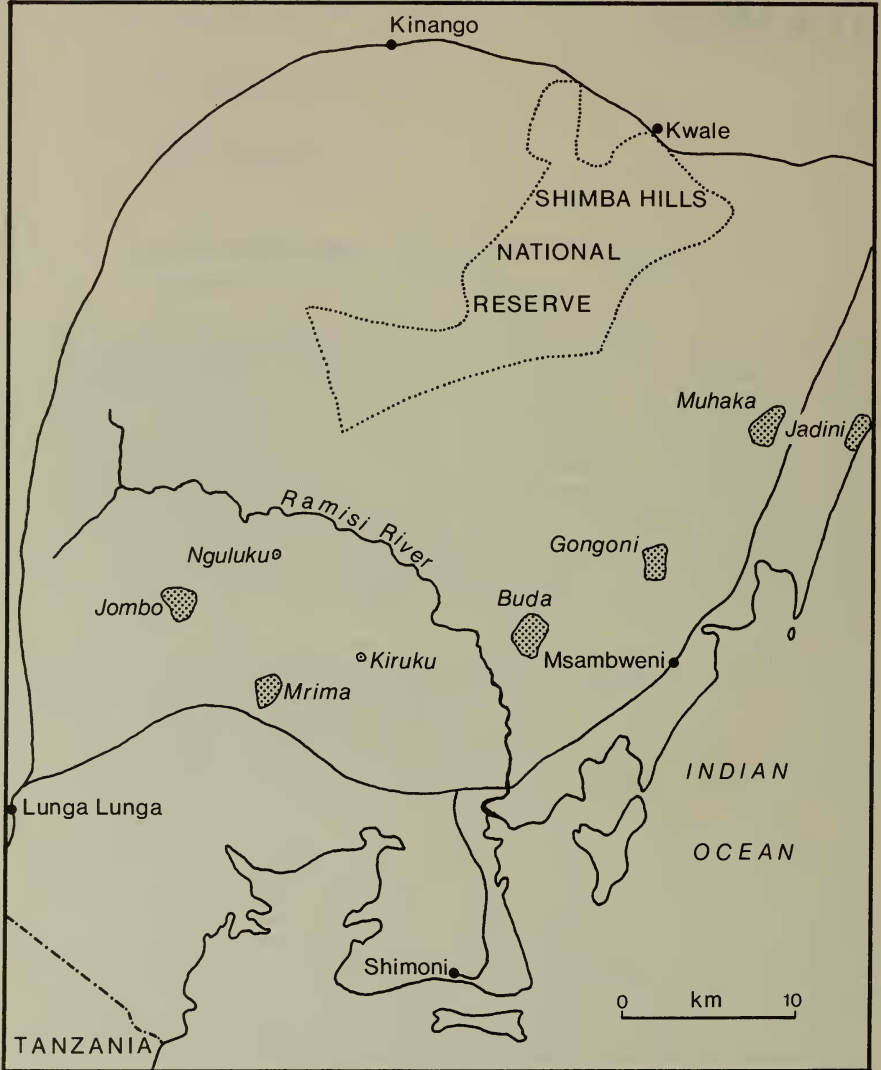 Kinango
Kwale
SHIMBA HILLS
NATIONAL
RESERVE
Muhaka
Jadini
Ramisi River
Nguluku
Gongoni
Jombo
Buda
Kiruku
Msambweni
Mrima
INDIAN
Lunga Lunga
OCEAN
Shimoni
0 km 10
TANZANIA